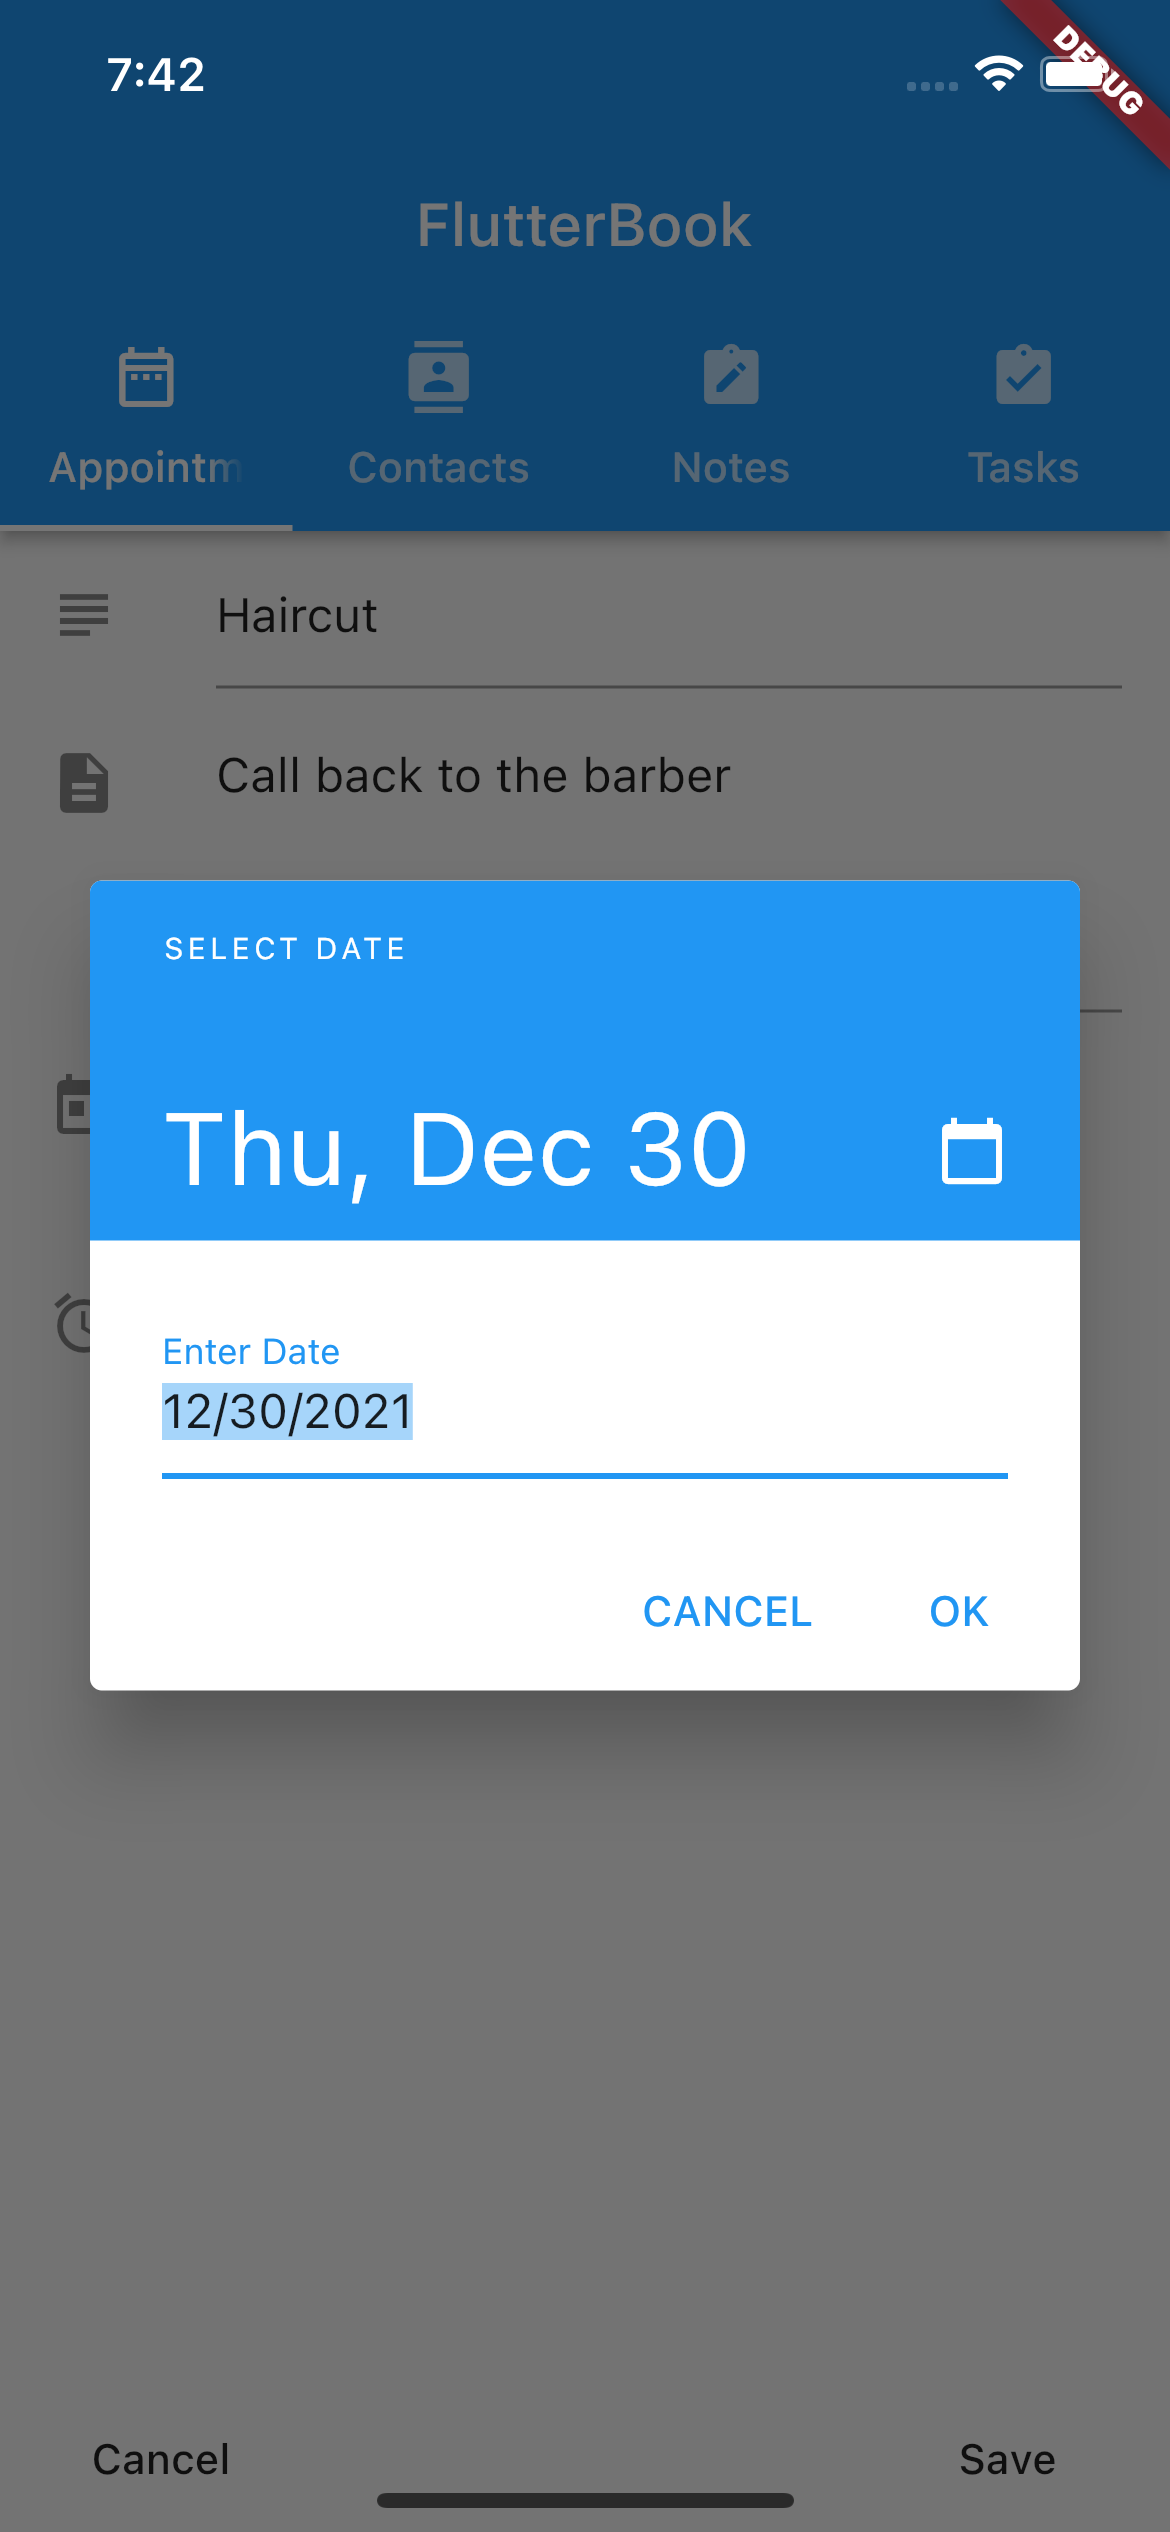 7:42
DEBUG
FlutterBook
Appointm
Contacts
Notes
Tasks
Haircut
Call back to the barber
SELECT DATE
Thu, Dec 30
Enter Date
12/30/2021
CANCEL
OK
Cancel
Save